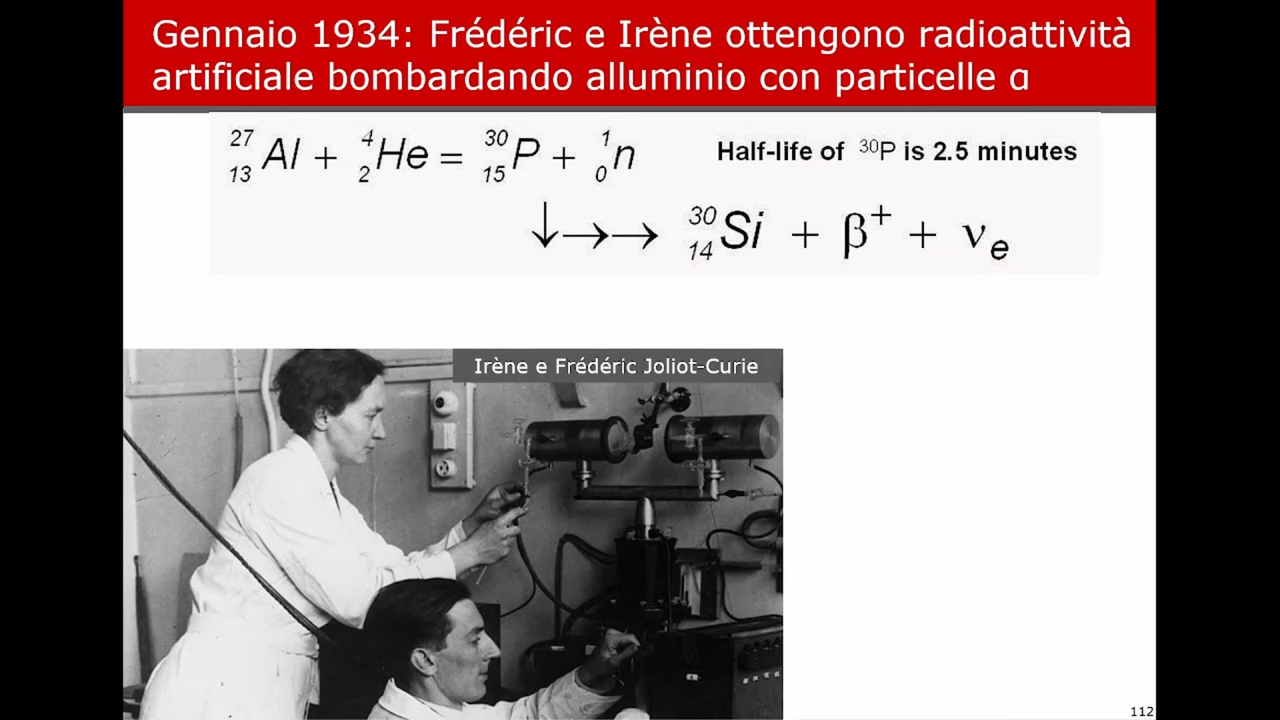 Gennaio 1934: Frédéric e Irène ottengono radioattività
artificiale bombardando alluminio con particelle α
²⁷₁₃Al + ⁴₂He = ³⁰₁₅P + ¹₀n
Half-life of ³⁰P is 2.5 minutes
↓→→ ³⁰₁₄Si + β⁺ + νₑ
Irène e Frédéric Joliot-Curie
112